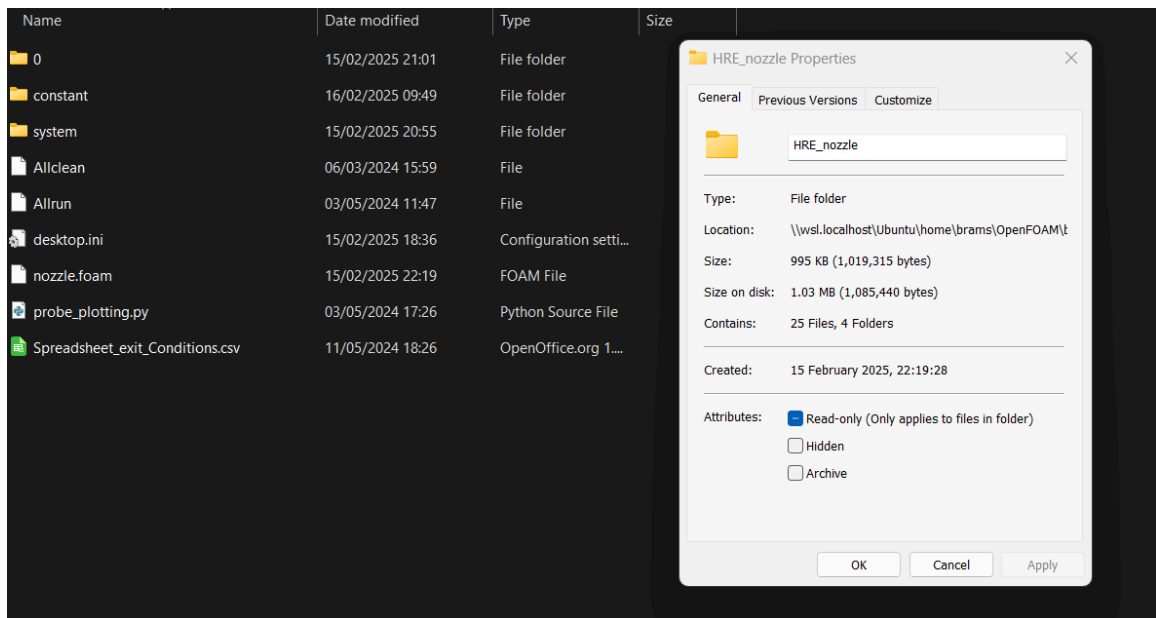 Name Date modified Type Size
0 15/02/2025 21:01 File folder
constant 16/02/2025 09:49 File folder
system 15/02/2025 20:55 File folder
Allclean 06/03/2024 15:59 File
Allrun 03/05/2024 11:47 File
desktop.ini 15/02/2025 18:36 Configuration setti...
nozzle.foam 15/02/2025 22:19 FOAM File
probe_plotting.py 03/05/2024 17:26 Python Source File
Spreadsheet_exit_Conditions.csv 11/05/2024 18:26 OpenOffice.org 1....
HRE_nozzle Properties
General Previous Versions Customize
HRE_nozzle
Type: File folder
Location: \\wsl.localhost\Ubuntu\home\brams\OpenFOAM\
Size: 995 KB (1,019,315 bytes)
Size on disk: 1.03 MB (1,085,440 bytes)
Contains: 25 Files, 4 Folders
Created: 15 February 2025, 22:19:28
Attributes: Read-only (Only applies to files in folder)
Hidden
Archive
OK Cancel Apply